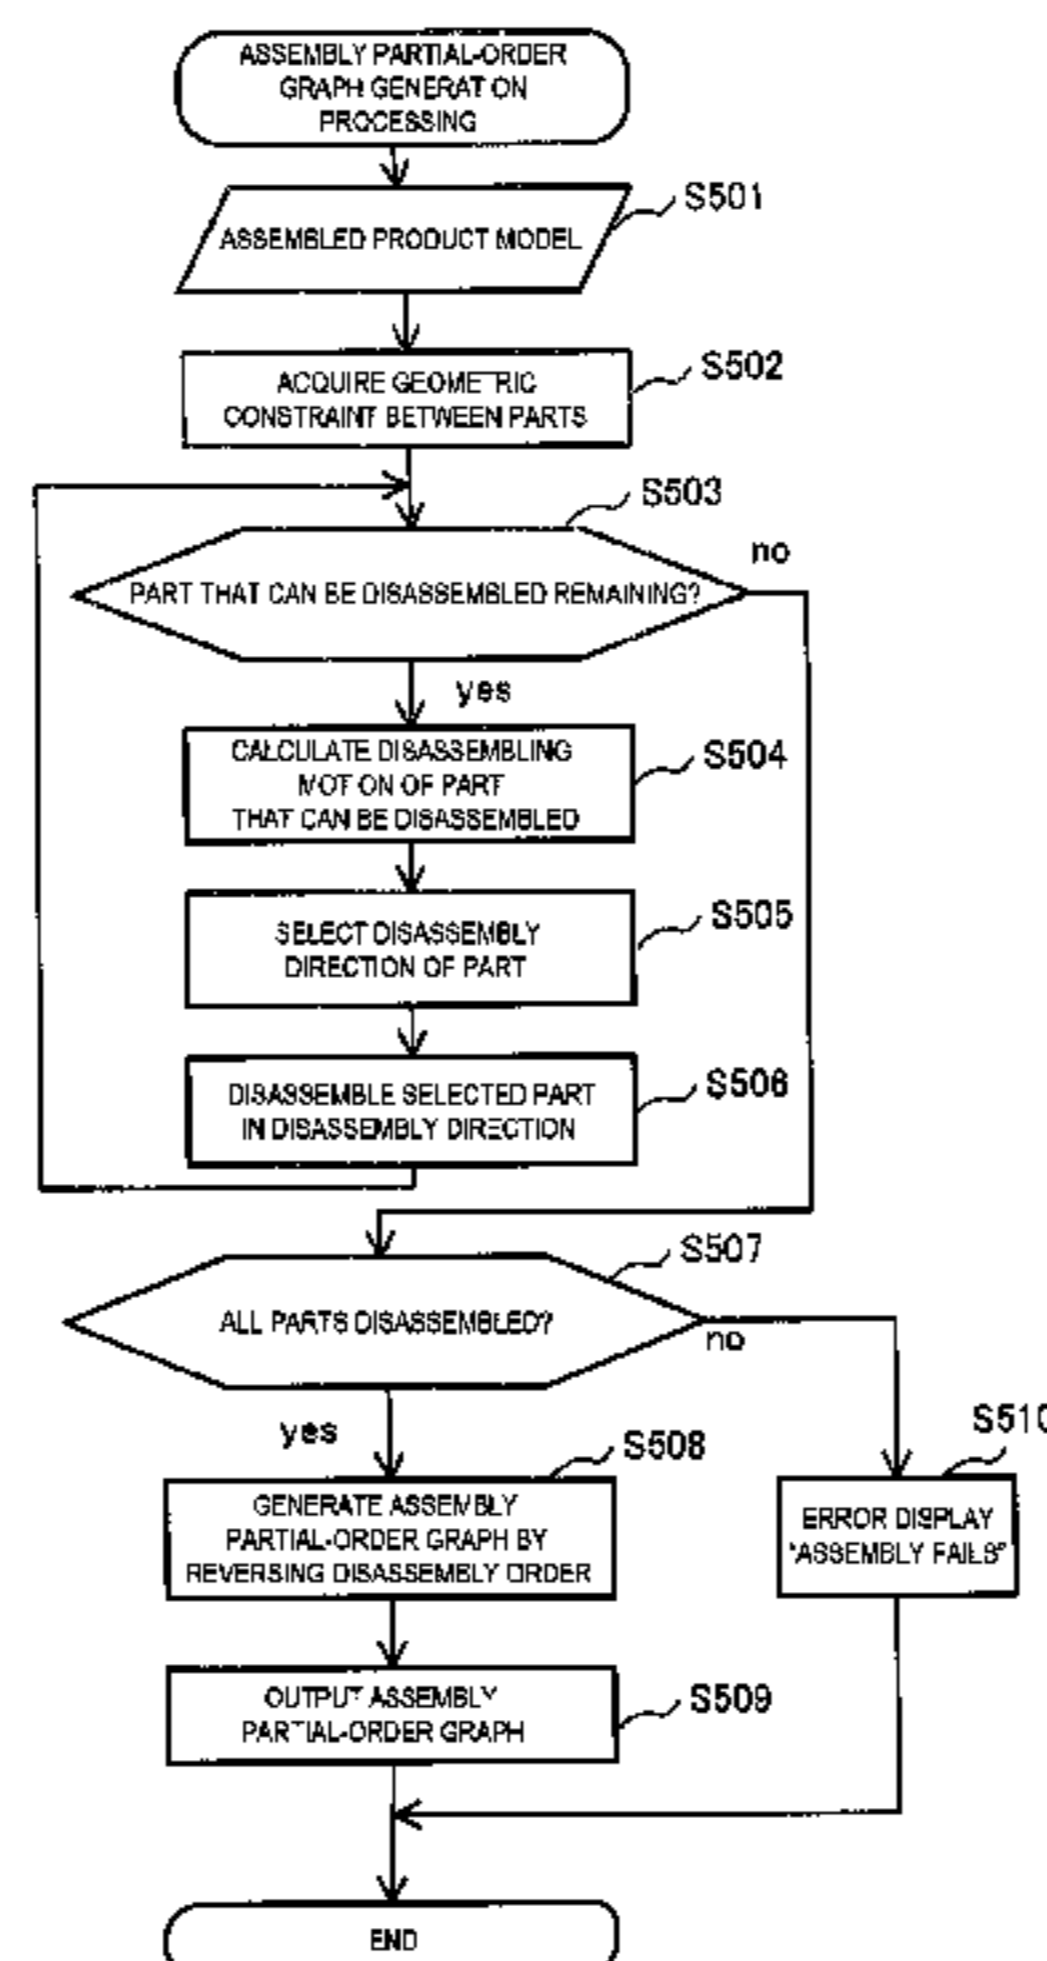 ASSEMBLY PARTIAL-ORDER
GRAPH GENERATION
PROCESSING
S501
ASSEMBLED PRODUCT MODEL
S502
ACQUIRE GEOMETRIC
CONSTRAINT BETWEEN PARTS
S503
no
PART THAT CAN BE DISASSEMBLED REMAINING?
yes
S504
CALCULATE DISASSEMBLING
MOTION OF PART
THAT CAN BE DISASSEMBLED
S505
SELECT DISASSEMBLY
DIRECTION OF PART
S506
DISASSEMBLE SELECTED PART
IN DISASSEMBLY DIRECTION
S507
ALL PARTS DISASSEMBLED?
no
yes
S508
S510
GENERATE ASSEMBLY
PARTIAL-ORDER GRAPH BY
REVERSING DISASSEMBLY ORDER
ERROR DISPLAY
"ASSEMBLY FAILS"
S509
OUTPUT ASSEMBLY
PARTIAL-ORDER GRAPH
END